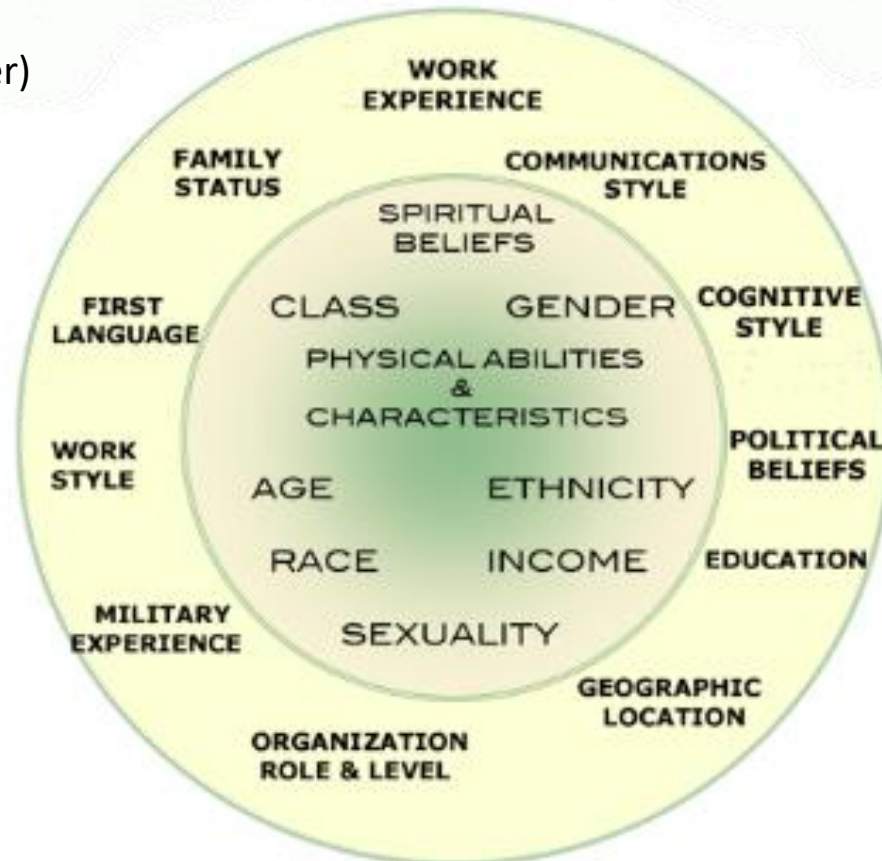 er)
WORK
EXPERIENCE
FAMILY
STATUS
COMMUNICATIONS
STYLE
SPIRITUAL
BELIEFS
CLASS
GENDER
COGNITIVE
STYLE
FIRST
LANGUAGE
PHYSICAL ABILITIES
&
CHARACTERISTICS
WORK
STYLE
POLITICAL
BELIEFS
AGE
ETHNICITY
RACE
INCOME
EDUCATION
MILITARY
EXPERIENCE
SEXUALITY
GEOGRAPHIC
LOCATION
ORGANIZATION
ROLE & LEVEL